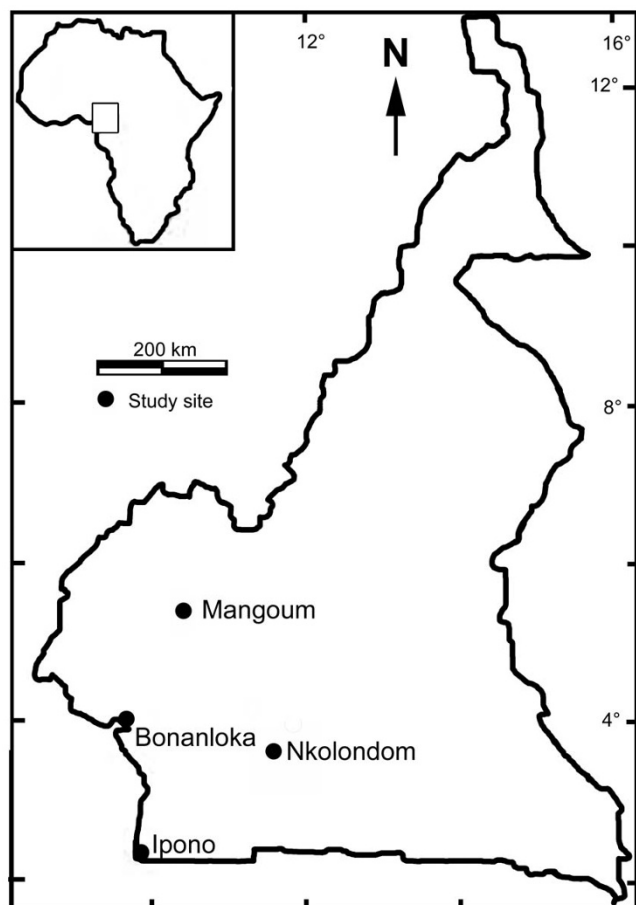 12°
16°
N
12°
200 km
Study site
8°
Mangoum
4°
Bonanloka
Nkolondom
Ipono